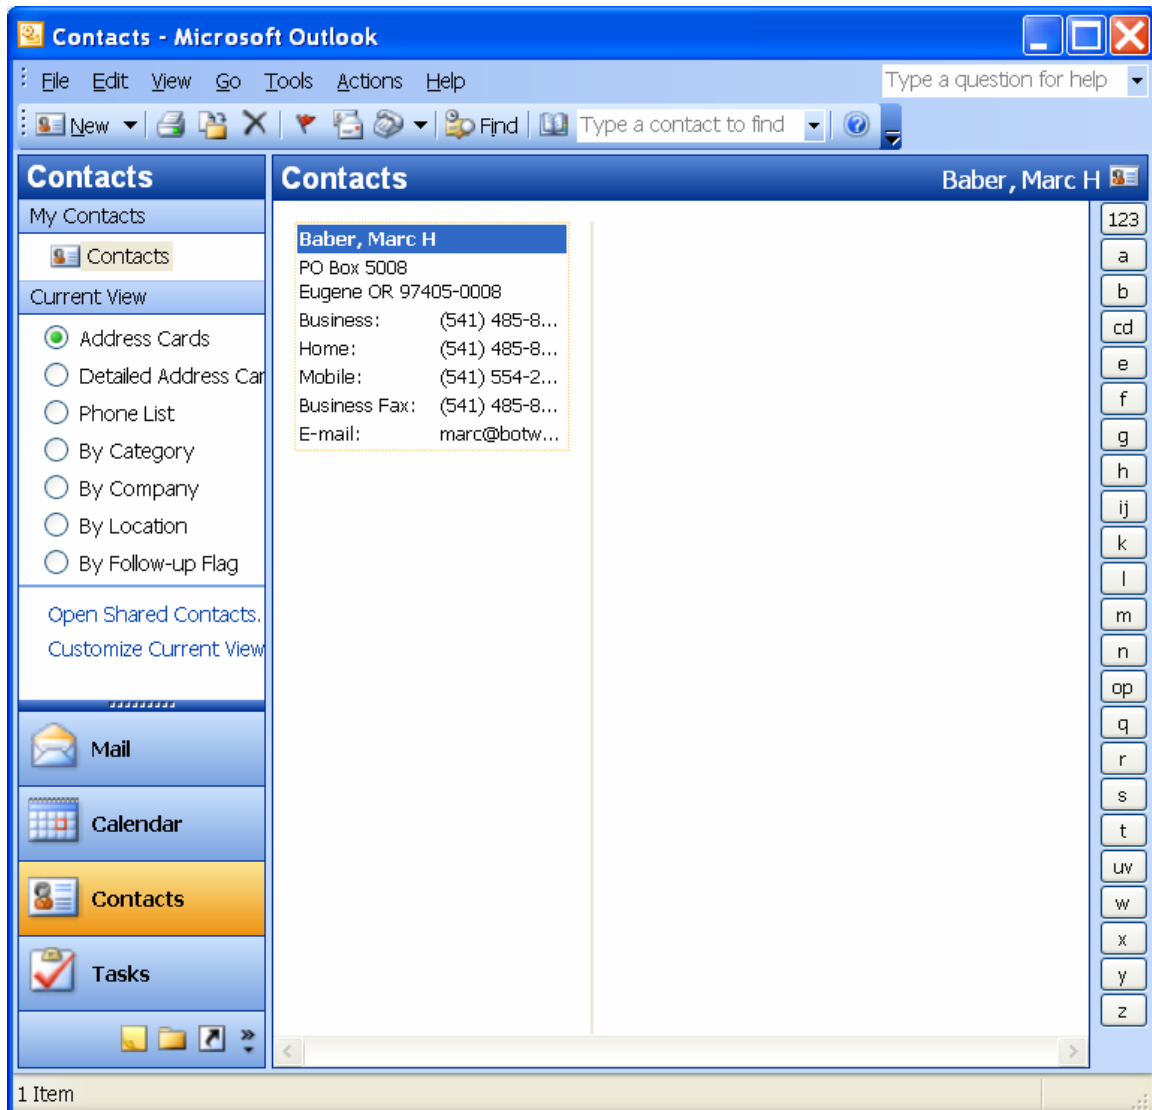 Contacts - Microsoft Outlook
File Edit View Go Tools Actions Help Type a question for help
New Find Type a contact to find
Contacts
My Contacts
Contacts
Current View
Address Cards
Detailed Address Car
Phone List
By Category
By Company
By Location
By Follow-up Flag
Open Shared Contacts.
Customize Current View
Mail
Calendar
Contacts
Tasks
Contacts Baber, Marc H
Baber, Marc H
PO Box 5008
Eugene OR 97405-0008
Business: (541) 485-8...
Home: (541) 485-8...
Mobile: (541) 554-2...
Business Fax: (541) 485-8...
E-mail: marc@botw...
123
a
b
cd
e
f
g
h
ij
k
l
m
n
op
q
r
s
t
uv
w
x
y
z
1 Item